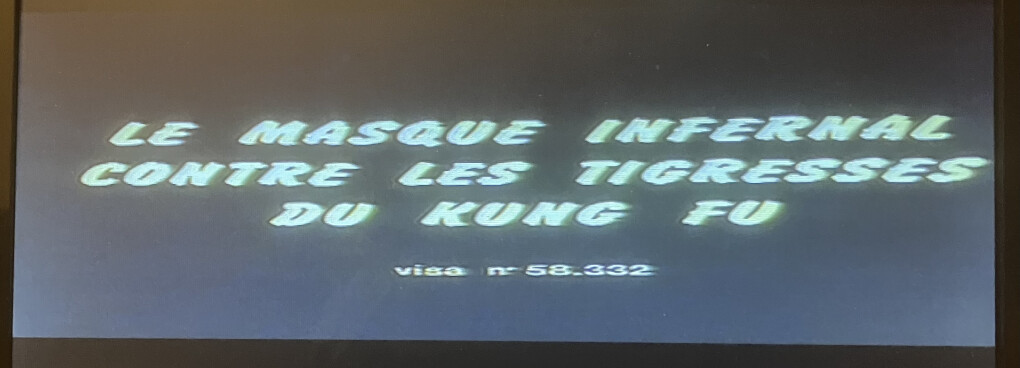 LE MASQUE INFERNAL
CONTRE LES TIGRESSES
DU KUNG FU
visa n° 58.332